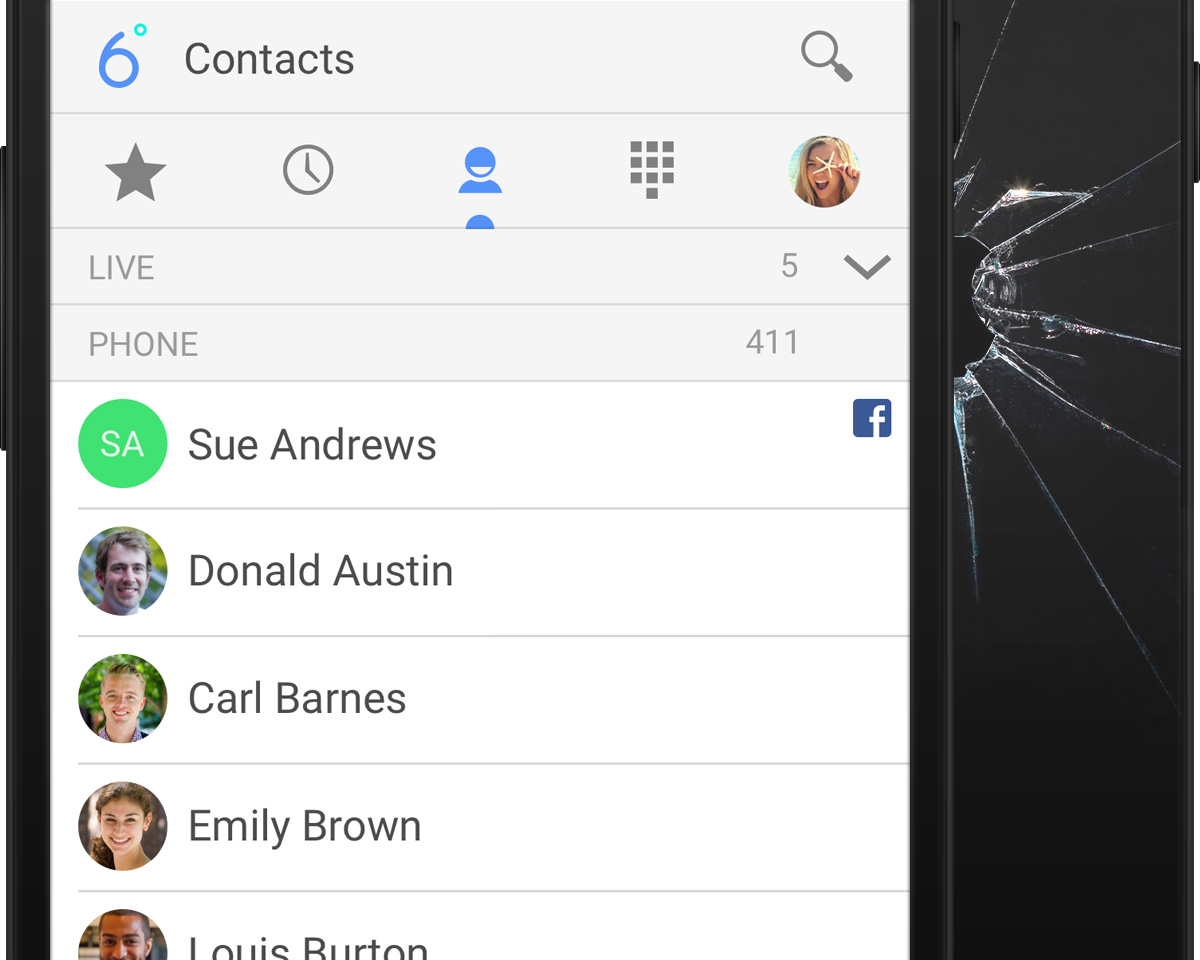 6° Contacts
LIVE 5
PHONE 411
SA Sue Andrews f
Donald Austin
Carl Barnes
Emily Brown
Louis Burton